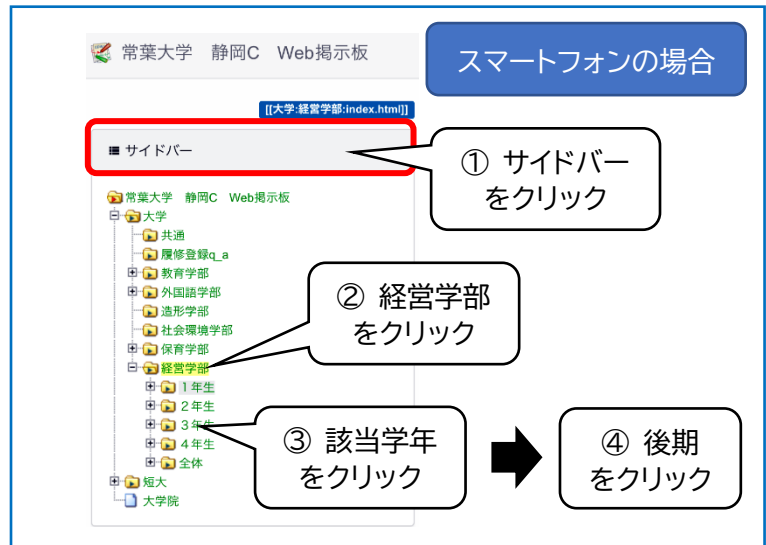 常葉大学　静岡C　Web掲示板
スマートフォンの場合
[[大学:経営学部:index.html]]
サイドバー
① サイドバー
をクリック
常葉大学　静岡C　Web掲示板
大学
共通
履修登録q_a
教育学部
外国語学部
造形学部
社会環境学部
保育学部
経営学部
1年生
2年生
3年生
4年生
全体
短大
大学院
② 経営学部
をクリック
③ 該当学年
をクリック
④ 後期
をクリック